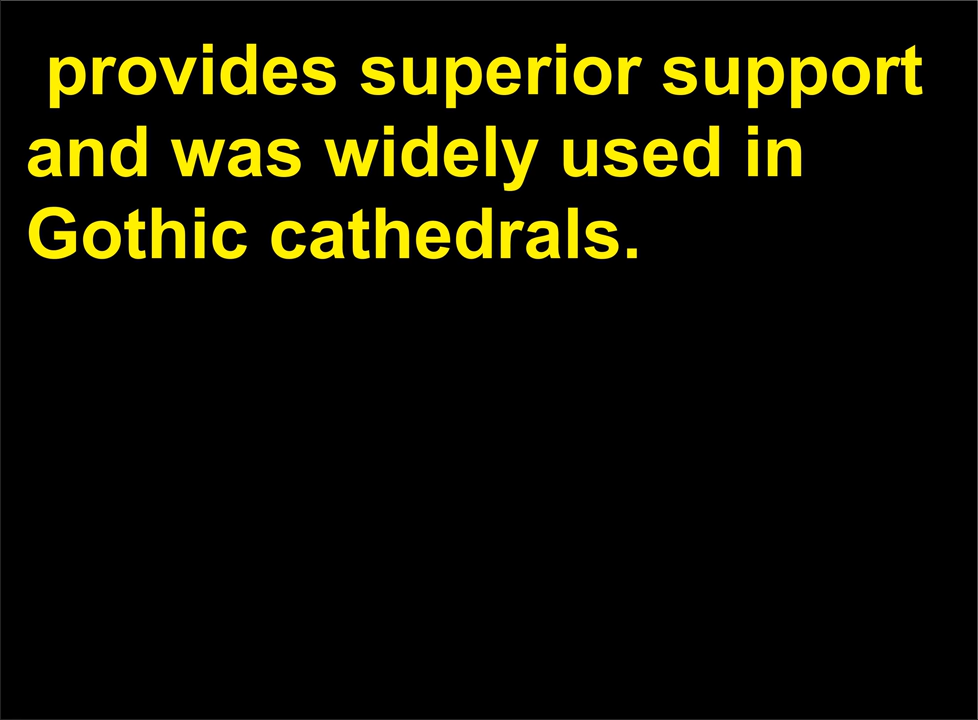 provides superior support
and was widely used in
Gothic cathedrals.